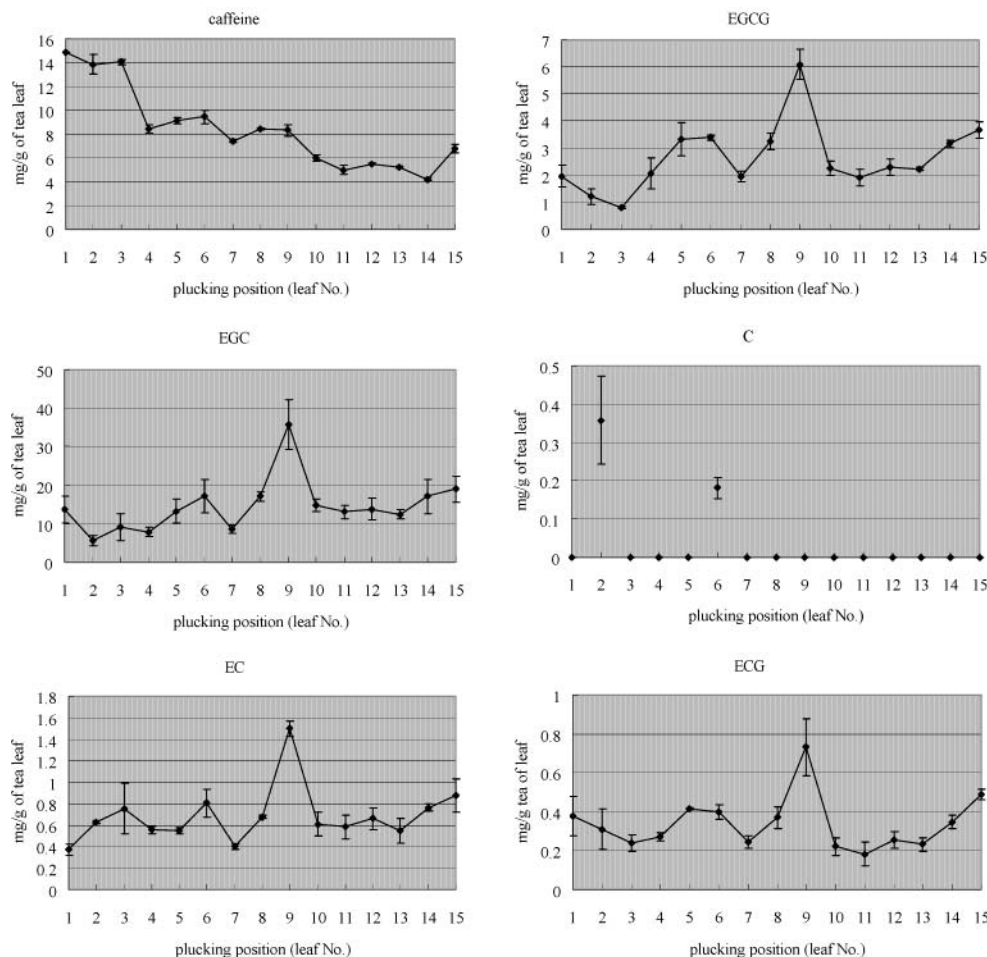 caffeine
mg/g of tea leaf
16
14
12
10
8
6
4
2
0
1 2 3 4 5 6 7 8 9 10 11 12 13 14 15
plucking position (leaf No.)
EGCG
mg/g of tea leaf
7
6
5
4
3
2
1
0
1 2 3 4 5 6 7 8 9 10 11 12 13 14 15
plucking position (leaf No.)
EGC
mg/g of tea leaf
50
40
30
20
10
0
1 2 3 4 5 6 7 8 9 10 11 12 13 14 15
plucking position (leaf No.)
C
mg/g of tea leaf
0.5
0.4
0.3
0.2
0.1
0
1 2 3 4 5 6 7 8 9 10 11 12 13 14 15
plucking position (leaf No.)
EC
mg/g of tea leaf
1.8
1.6
1.4
1.2
1
0.8
0.6
0.4
0.2
0
1 2 3 4 5 6 7 8 9 10 11 12 13 14 15
plucking position (leaf No.)
ECG
mg/g of tea leaf
1
0.8
0.6
0.4
0.2
0
1 2 3 4 5 6 7 8 9 10 11 12 13 14 15
plucking position (leaf No.)